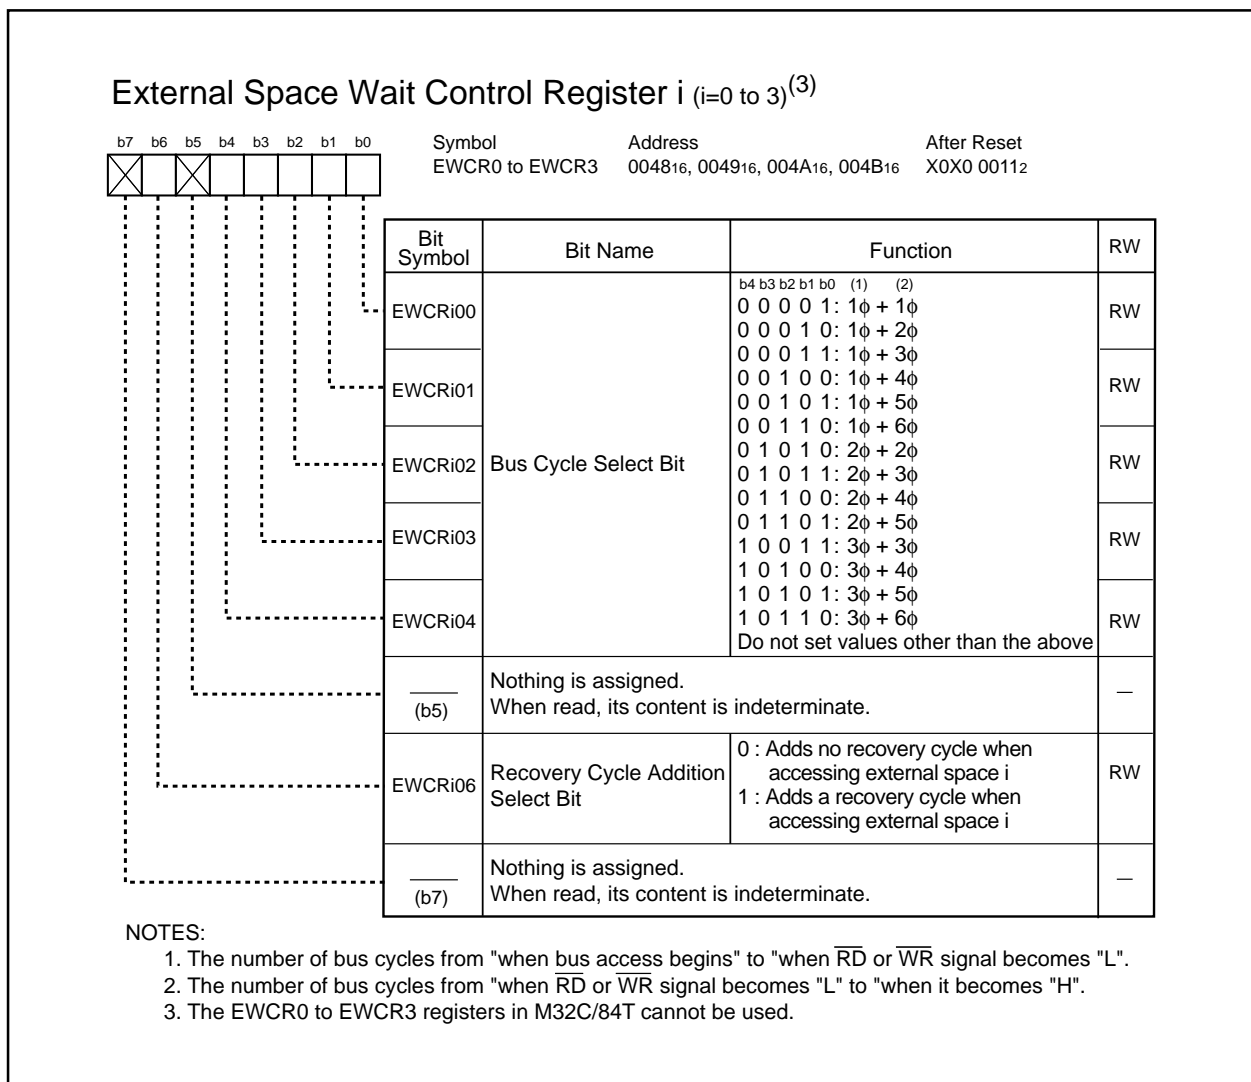 External Space Wait Control Register i (i=0 to 3)(3)
b7 b6 b5 b4 b3 b2 b1 b0
Symbol Address After Reset
EWCR0 to EWCR3 004816, 004916, 004A16, 004B16 X0X0 00112
Bit Symbol Bit Name Function RW
b4 b3 b2 b1 b0 (1) (2)
EWCRi00 RW
0 0 0 0 1: 1ϕ + 1ϕ
0 0 0 1 0: 1ϕ + 2ϕ
0 0 0 1 1: 1ϕ + 3ϕ
EWCRi01 RW
0 0 1 0 0: 1ϕ + 4ϕ
0 0 1 0 1: 1ϕ + 5ϕ
0 0 1 1 0: 1ϕ + 6ϕ
EWCRi02 Bus Cycle Select Bit RW
0 1 0 1 0: 2ϕ + 2ϕ
0 1 0 1 1: 2ϕ + 3ϕ
0 1 1 0 0: 2ϕ + 4ϕ
EWCRi03 RW
0 1 1 0 1: 2ϕ + 5ϕ
1 0 0 1 1: 3ϕ + 3ϕ
1 0 1 0 0: 3ϕ + 4ϕ
EWCRi04 RW
1 0 1 0 1: 3ϕ + 5ϕ
1 0 1 1 0: 3ϕ + 6ϕ
Do not set values other than the above
(b5)
Nothing is assigned.
When read, its content is indeterminate.
—
EWCRi06
Recovery Cycle Addition
Select Bit
0 : Adds no recovery cycle when
accessing external space i
1 : Adds a recovery cycle when
accessing external space i
RW
(b7)
Nothing is assigned.
When read, its content is indeterminate.
—
NOTES:
1. The number of bus cycles from "when bus access begins" to "when RD or WR signal becomes "L".
2. The number of bus cycles from "when RD or WR signal becomes "L" to "when it becomes "H".
3. The EWCR0 to EWCR3 registers in M32C/84T cannot be used.